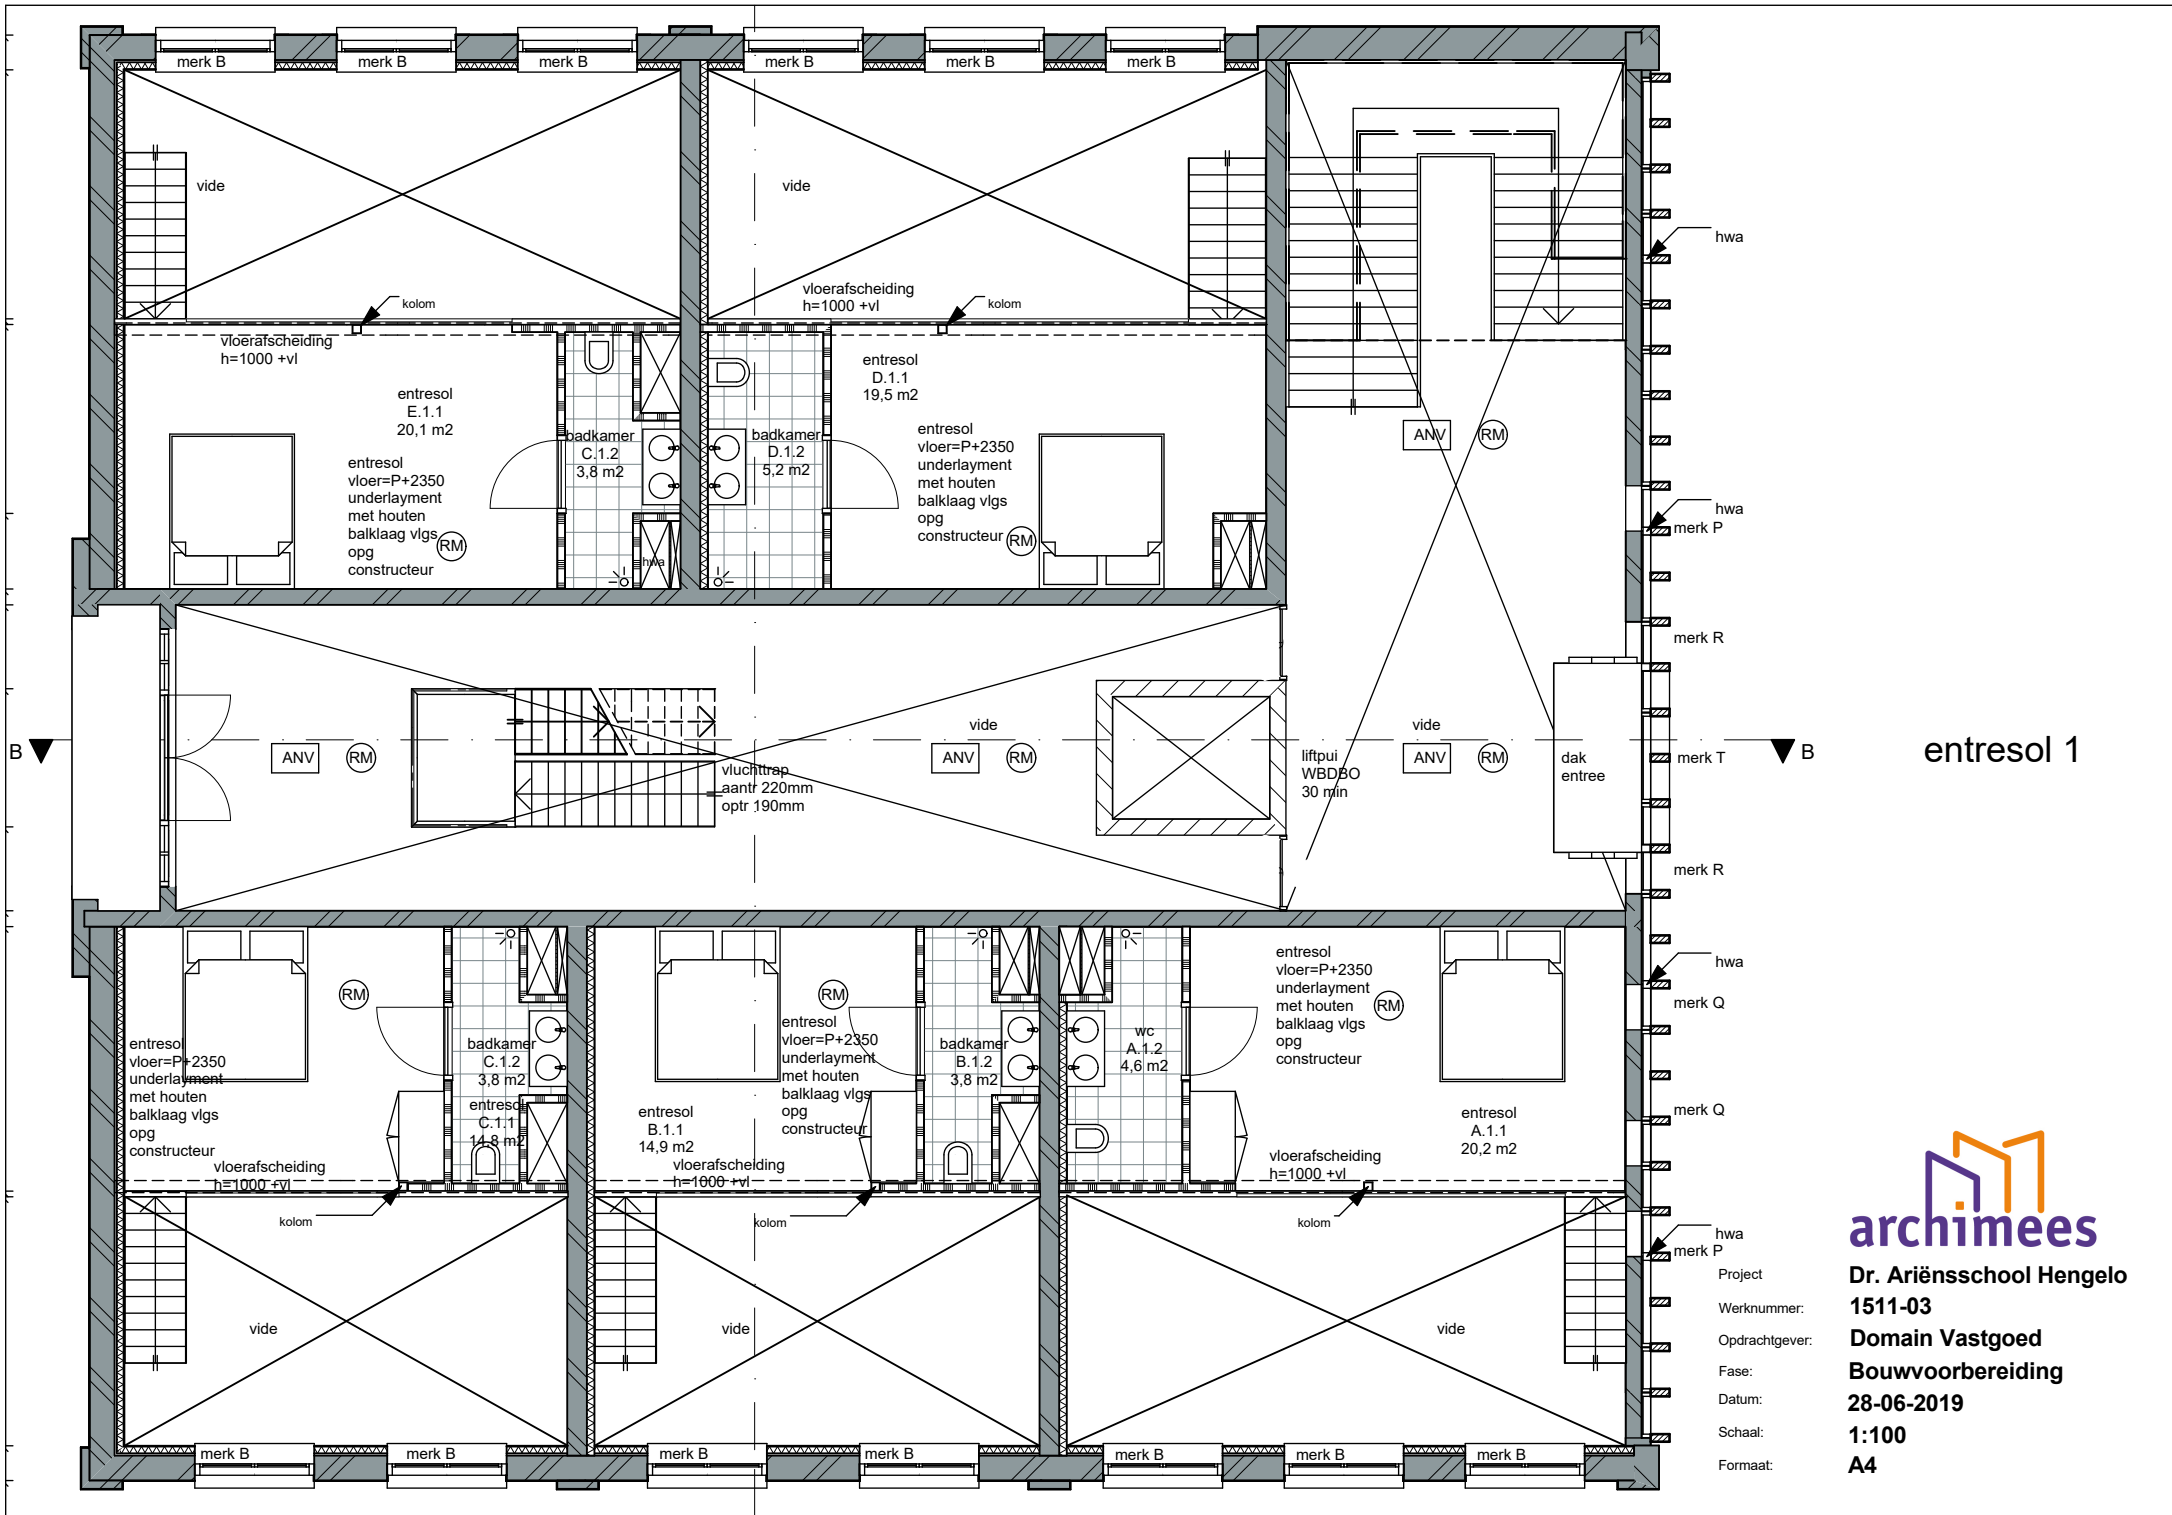 merk B
merk B
merk B
merk B
merk B
merk B
vide
vide
hwa
kolom
vloerafscheiding
h=1000 +vl
kolom
vloerafscheiding
h=1000 +vl
entresol
E.1.1
20,1 m2
entresol
D.1.1
19,5 m2
badkamer
C.1.2
3,8 m2
badkamer
D.1.2
5,2 m2
entresol
vloer=P+2350
underlayment
met houten
balklaag vlgs
opg
constructeur
RM
entresol
vloer=P+2350
underlayment
met houten
balklaag vlgs
opg
constructeur
RM
hwa
ANV
RM
hwa
merk P
merk R
B
ANV
RM
vluchttrap
aantr 220mm
optr 190mm
vide
ANV
RM
liftpui
WBDBO
30 min
vide
ANV
RM
dak
entree
merk T
B
entresol 1
merk R
hwa
merk Q
merk Q
RM
entresol
vloer=P+2350
underlayment
met houten
balklaag vlgs
opg
constructeur
badkamer
C.1.2
3,8 m2
entresol
C.1.1
14,8 m2
vloerafscheiding
h=1000 +vl
kolom
RM
entresol
vloer=P+2350
underlayment
met houten
balklaag vlgs
opg
constructeur
badkamer
B.1.2
3,8 m2
entresol
B.1.1
14,9 m2
vloerafscheiding
h=1000 +vl
kolom
wc
A.1.2
4,6 m2
entresol
vloer=P+2350
underlayment
met houten
balklaag vlgs
opg
constructeur
RM
entresol
A.1.1
20,2 m2
vloerafscheiding
h=1000 +vl
kolom
hwa
merk P
vide
vide
vide
merk B
merk B
merk B
merk B
merk B
merk B
merk B
archimees
Project Dr. Ariënsschool Hengelo
Werknummer: 1511-03
Opdrachtgever: Domain Vastgoed
Fase: Bouwvoorbereiding
Datum: 28-06-2019
Schaal: 1:100
Formaat: A4